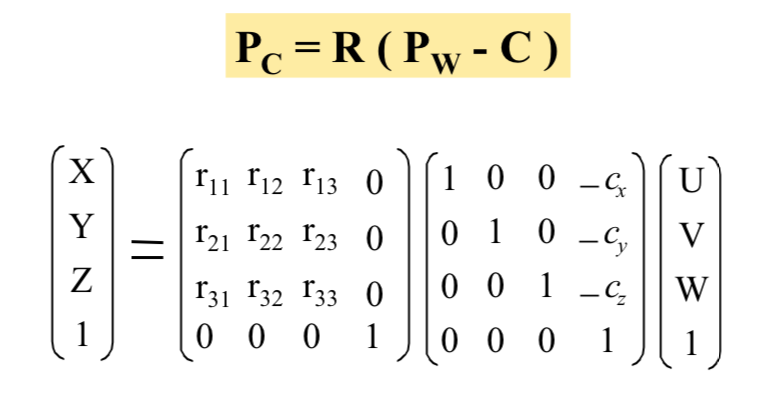 P_C = R ( P_W - C )
X r₁₁ r₁₂ r₁₃ 0 1 0 0 −cₓ U
Y = r₂₁ r₂₂ r₂₃ 0 0 1 0 −c_y V
Z r₃₁ r₃₂ r₃₃ 0 0 0 1 −c_z W
1 0 0 0 1 0 0 0 1 1